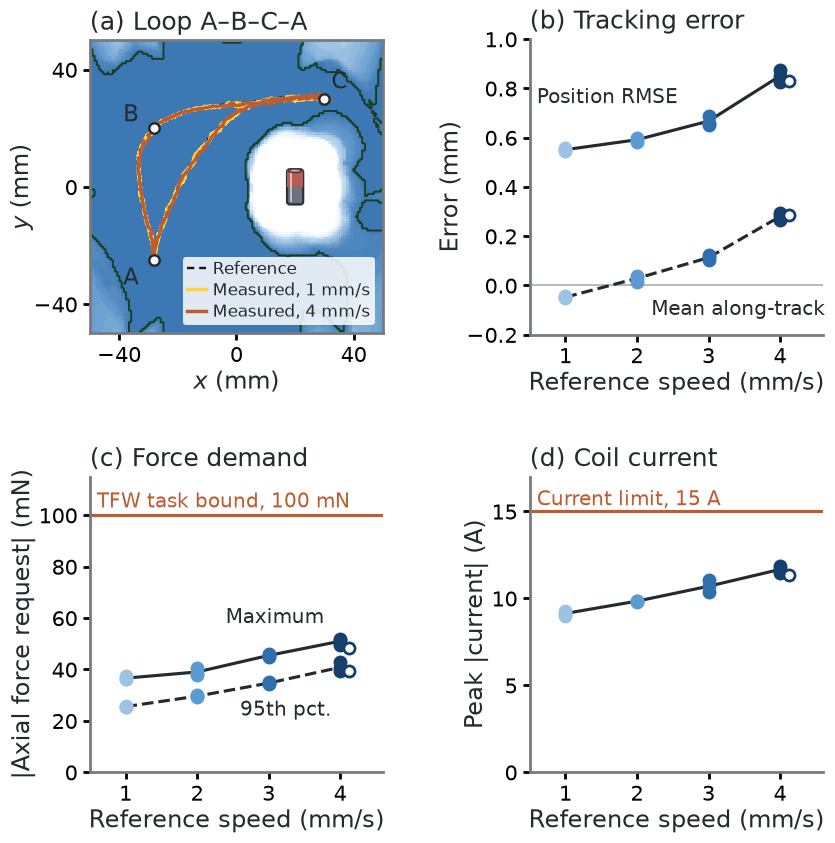 (a) Loop A–B–C–A
40
0
−40
y (mm)
B
C
A
Reference
Measured, 1 mm/s
Measured, 4 mm/s
−40
0
40
x (mm)
(b) Tracking error
1.0
0.8
0.6
0.4
0.2
0.0
−0.2
Error (mm)
Position RMSE
Mean along-track
1
2
3
4
Reference speed (mm/s)
(c) Force demand
100
80
60
40
20
0
|Axial force request| (mN)
TFW task bound, 100 mN
Maximum
95th pct.
1
2
3
4
Reference speed (mm/s)
(d) Coil current
15
10
5
0
Peak |current| (A)
Current limit, 15 A
1
2
3
4
Reference speed (mm/s)